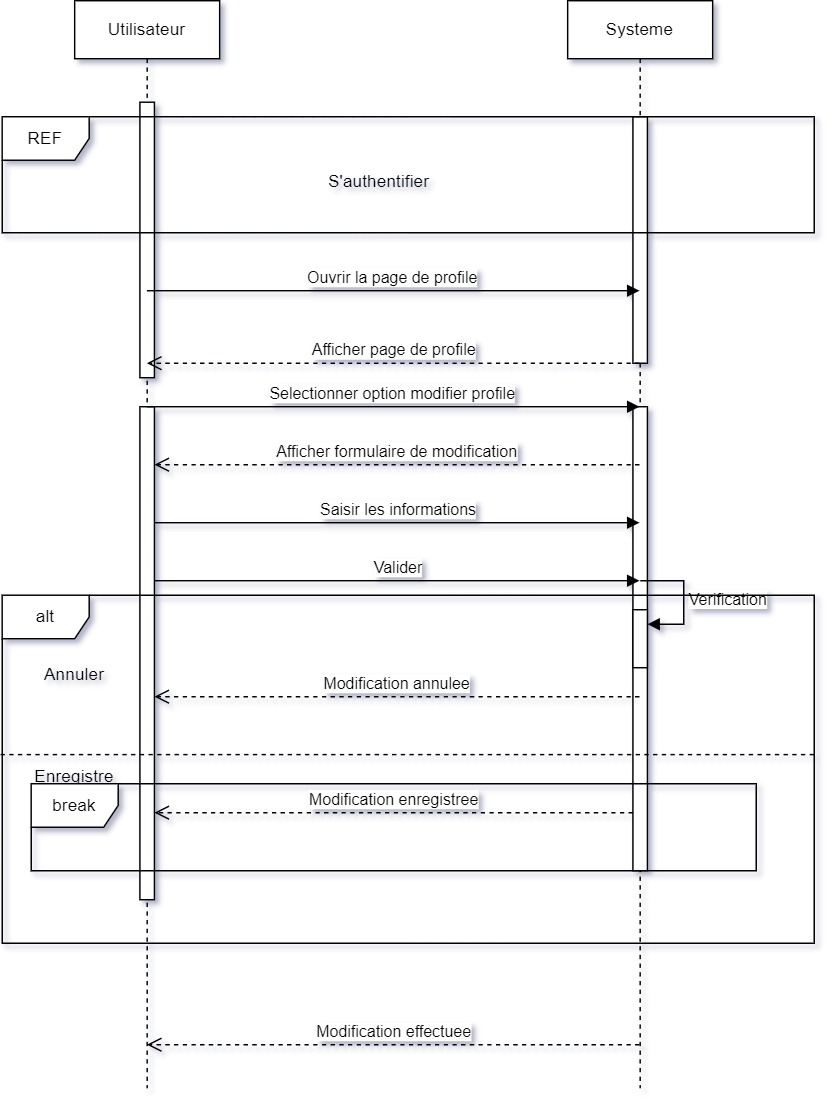 Utilisateur
Systeme
REF
S'authentifier
Ouvrir la page de profile
Afficher page de profile
Selectionner option modifier profile
Afficher formulaire de modification
Saisir les informations
Valider
Verification
alt
Annuler
Modification annulee
Enregistre
break
Modification enregistree
Modification effectuee